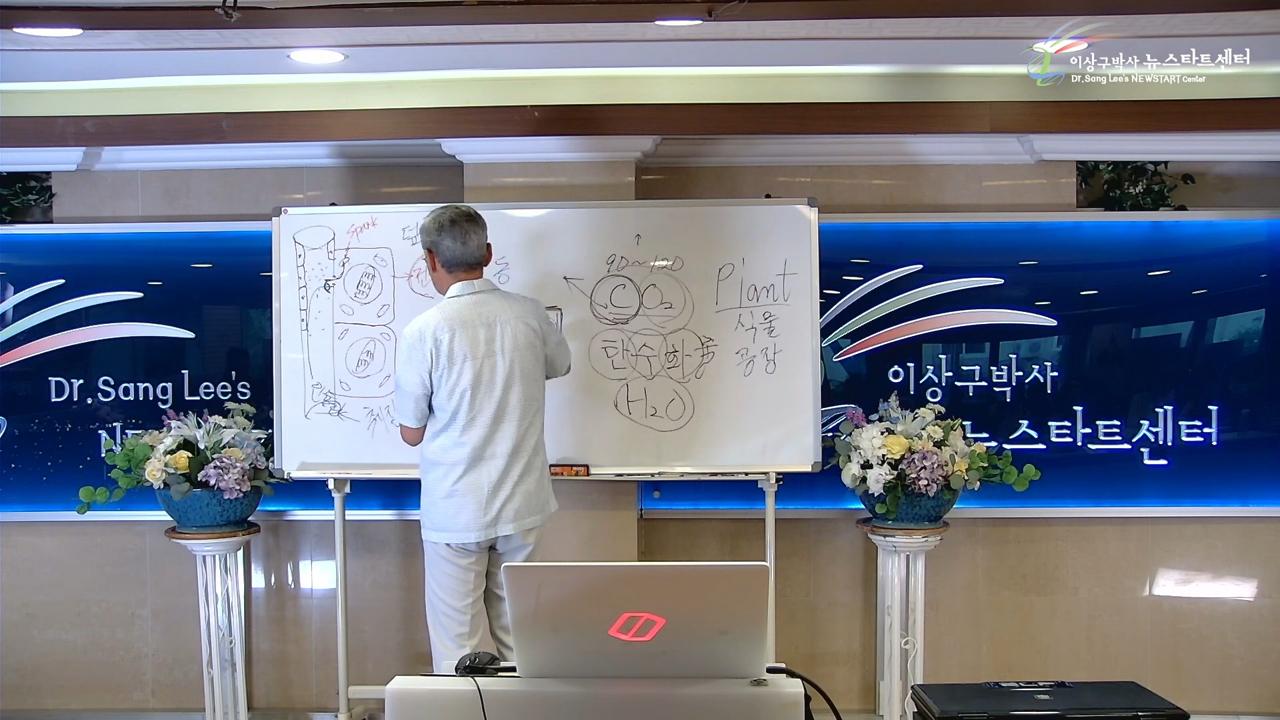 이상구박사 뉴스타트센터
Dr.Sang Lee's NEWSTART Center
Dr.Sang Lee's
Spark
90~120
CO₂
탄수화물
H₂O
Plant
식물
공장
이상구박사
뉴스타트센터